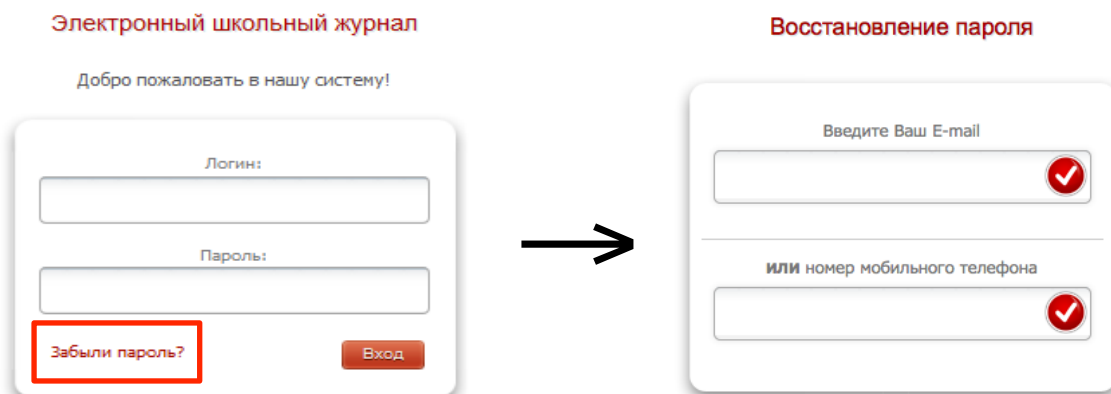 Электронный школьный журнал
Добро пожаловать в нашу систему!
Логин:
Пароль:
Забыли пароль?
Вход
Восстановление пароля
Введите Ваш E-mail
или номер мобильного телефона